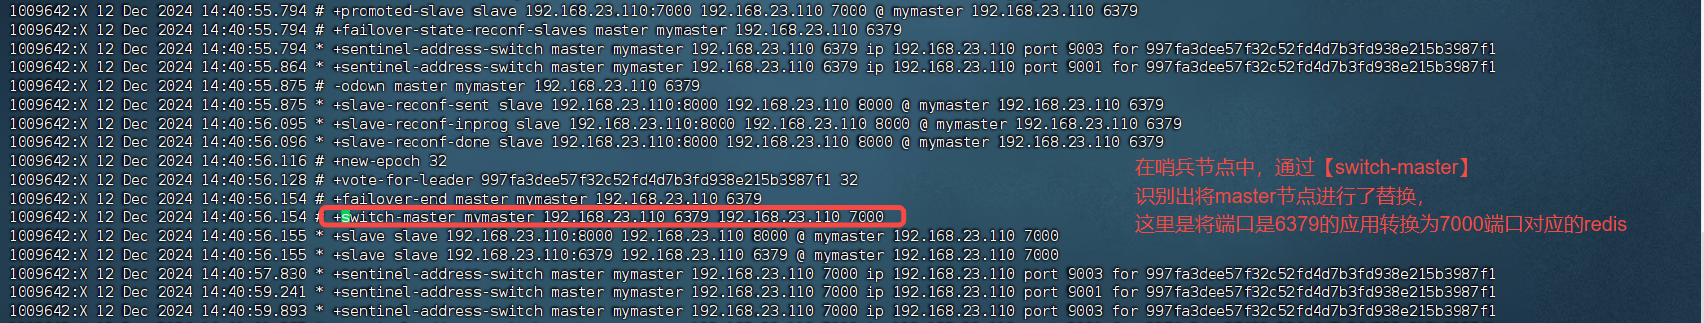 1009642:X 12 Dec 2024 14:40:55.794 # +promoted-slave slave 192.168.23.110:7000 192.168.23.110 7000 @ mymaster 192.168.23.110 6379
1009642:X 12 Dec 2024 14:40:55.794 # +failover-state-reconf-slaves master mymaster 192.168.23.110 6379
1009642:X 12 Dec 2024 14:40:55.794 * +sentinel-address-switch master mymaster 192.168.23.110 6379 ip 192.168.23.110 port 9003 for 997fa3dee57f32c52fd4d7b3fd938e215b3987f1
1009642:X 12 Dec 2024 14:40:55.864 * +sentinel-address-switch master mymaster 192.168.23.110 6379 ip 192.168.23.110 port 9001 for 997fa3dee57f32c52fd4d7b3fd938e215b3987f1
1009642:X 12 Dec 2024 14:40:55.875 # -odown master mymaster 192.168.23.110 6379
1009642:X 12 Dec 2024 14:40:55.875 * +slave-reconf-sent slave 192.168.23.110:8000 192.168.23.110 8000 @ mymaster 192.168.23.110 6379
1009642:X 12 Dec 2024 14:40:56.095 * +slave-reconf-inprog slave 192.168.23.110:8000 192.168.23.110 8000 @ mymaster 192.168.23.110 6379
1009642:X 12 Dec 2024 14:40:56.096 * +slave-reconf-done slave 192.168.23.110:8000 192.168.23.110 8000 @ mymaster 192.168.23.110 6379
1009642:X 12 Dec 2024 14:40:56.116 # +new-epoch 32
1009642:X 12 Dec 2024 14:40:56.128 # +vote-for-leader 997fa3dee57f32c52fd4d7b3fd938e215b3987f1 32
1009642:X 12 Dec 2024 14:40:56.154 # +failover-end master mymaster 192.168.23.110 6379
1009642:X 12 Dec 2024 14:40:56.154 # +switch-master mymaster 192.168.23.110 6379 192.168.23.110 7000
1009642:X 12 Dec 2024 14:40:56.155 * +slave slave 192.168.23.110:8000 192.168.23.110 8000 @ mymaster 192.168.23.110 7000
1009642:X 12 Dec 2024 14:40:56.155 * +slave slave 192.168.23.110:6379 192.168.23.110 6379 @ mymaster 192.168.23.110 7000
1009642:X 12 Dec 2024 14:40:57.830 * +sentinel-address-switch master mymaster 192.168.23.110 7000 ip 192.168.23.110 port 9003 for 997fa3dee57f32c52fd4d7b3fd938e215b3987f1
1009642:X 12 Dec 2024 14:40:59.241 * +sentinel-address-switch master mymaster 192.168.23.110 7000 ip 192.168.23.110 port 9001 for 997fa3dee57f32c52fd4d7b3fd938e215b3987f1
1009642:X 12 Dec 2024 14:40:59.893 * +sentinel-address-switch master mymaster 192.168.23.110 7000 ip 192.168.23.110 port 9003 for 997fa3dee57f32c52fd4d7b3fd938e215b3987f1
在哨兵节点中，通过【switch-master】
识别出将master节点进行了替换，
这里是将端口是6379的应用转换为7000端口对应的redis